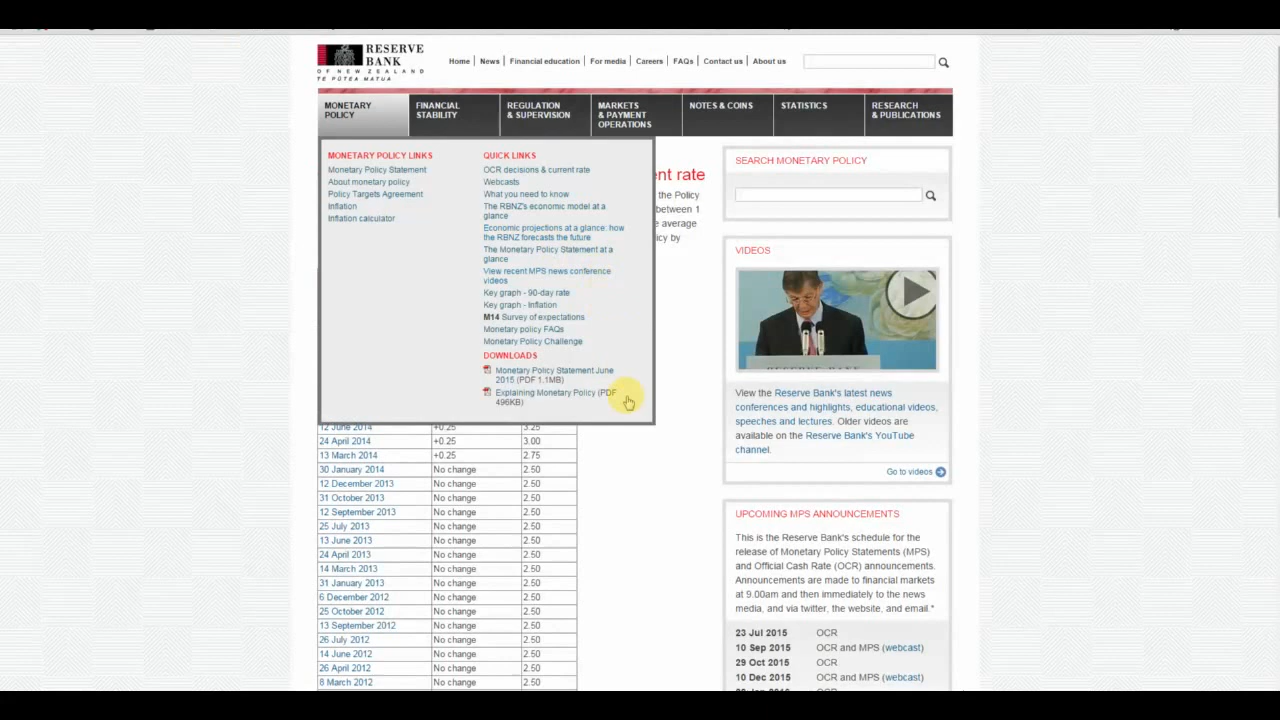 RESERVE
BANK
OF NEW ZEALAND
TE PŪTEA MATUA
Home News Financial education For media Careers FAQs Contact us About us
MONETARY
POLICY
FINANCIAL
STABILITY
REGULATION
& SUPERVISION
MARKETS
& PAYMENT
OPERATIONS
NOTES & COINS
STATISTICS
RESEARCH
& PUBLICATIONS
MONETARY POLICY LINKS
Monetary Policy Statement
About monetary policy
Policy Targets Agreement
Inflation
Inflation calculator
QUICK LINKS
OCR decisions & current rate
Webcasts
What you need to know
The RBNZ's economic model at a
glance
Economic projections at a glance: how
the RBNZ forecasts the future
The Monetary Policy Statement at a
glance
View recent MPS news conference
videos
Key graph - 90-day rate
Key graph - Inflation
M14 Survey of expectations
Monetary policy FAQs
Monetary Policy Challenge
DOWNLOADS
Monetary Policy Statement June
2015 (PDF 1.1MB)
Explaining Monetary Policy (PDF
496KB)
nt rate
the Policy
between 1
e average
icy by
12 June 2014 +0.25 3.25
24 April 2014 +0.25 3.00
13 March 2014 +0.25 2.75
30 January 2014 No change 2.50
12 December 2013 No change 2.50
31 October 2013 No change 2.50
12 September 2013 No change 2.50
25 July 2013 No change 2.50
13 June 2013 No change 2.50
24 April 2013 No change 2.50
14 March 2013 No change 2.50
31 January 2013 No change 2.50
6 December 2012 No change 2.50
25 October 2012 No change 2.50
13 September 2012 No change 2.50
26 July 2012 No change 2.50
14 June 2012 No change 2.50
26 April 2012 No change 2.50
8 March 2012 No change 2.50
SEARCH MONETARY POLICY
VIDEOS
RESERVE BANK
View the Reserve Bank's latest news
conferences and highlights, educational videos,
speeches and lectures. Older videos are
available on the Reserve Bank's YouTube
channel.
Go to videos
UPCOMING MPS ANNOUNCEMENTS
This is the Reserve Bank's schedule for the
release of Monetary Policy Statements (MPS)
and Official Cash Rate (OCR) announcements.
Announcements are made to financial markets
at 9.00am and then immediately to the news
media, and via twitter, the website, and email.*
23 Jul 2015 OCR
10 Sep 2015 OCR and MPS (webcast)
29 Oct 2015 OCR
10 Dec 2015 OCR and MPS (webcast)